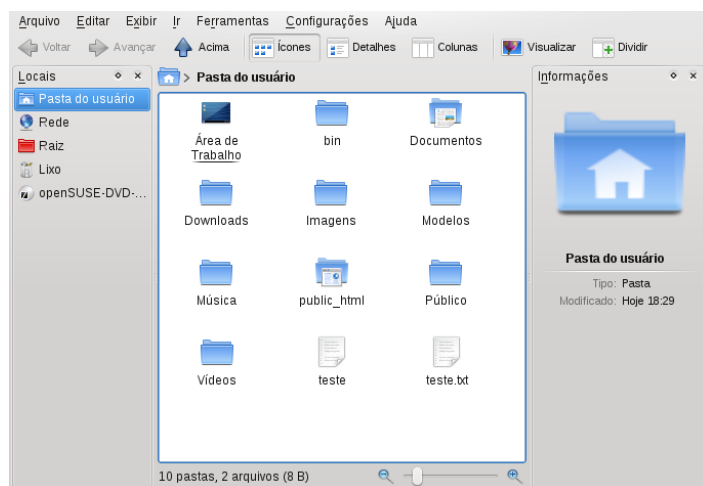 Arquivo Editar Exibir Ir Ferramentas Configurações Ajuda
Voltar Avançar Acima Ícones Detalhes Colunas Visualizar Dividir
Locais
Pasta do usuário
Rede
Raiz
Lixo
openSUSE-DVD-...
> Pasta do usuário
Área de
Trabalho
bin
Documentos
Downloads
Imagens
Modelos
Música
public_html
Público
Vídeos
teste
teste.txt
10 pastas, 2 arquivos (8 B)
Informações
Pasta do usuário
Tipo: Pasta
Modificado: Hoje 18:29